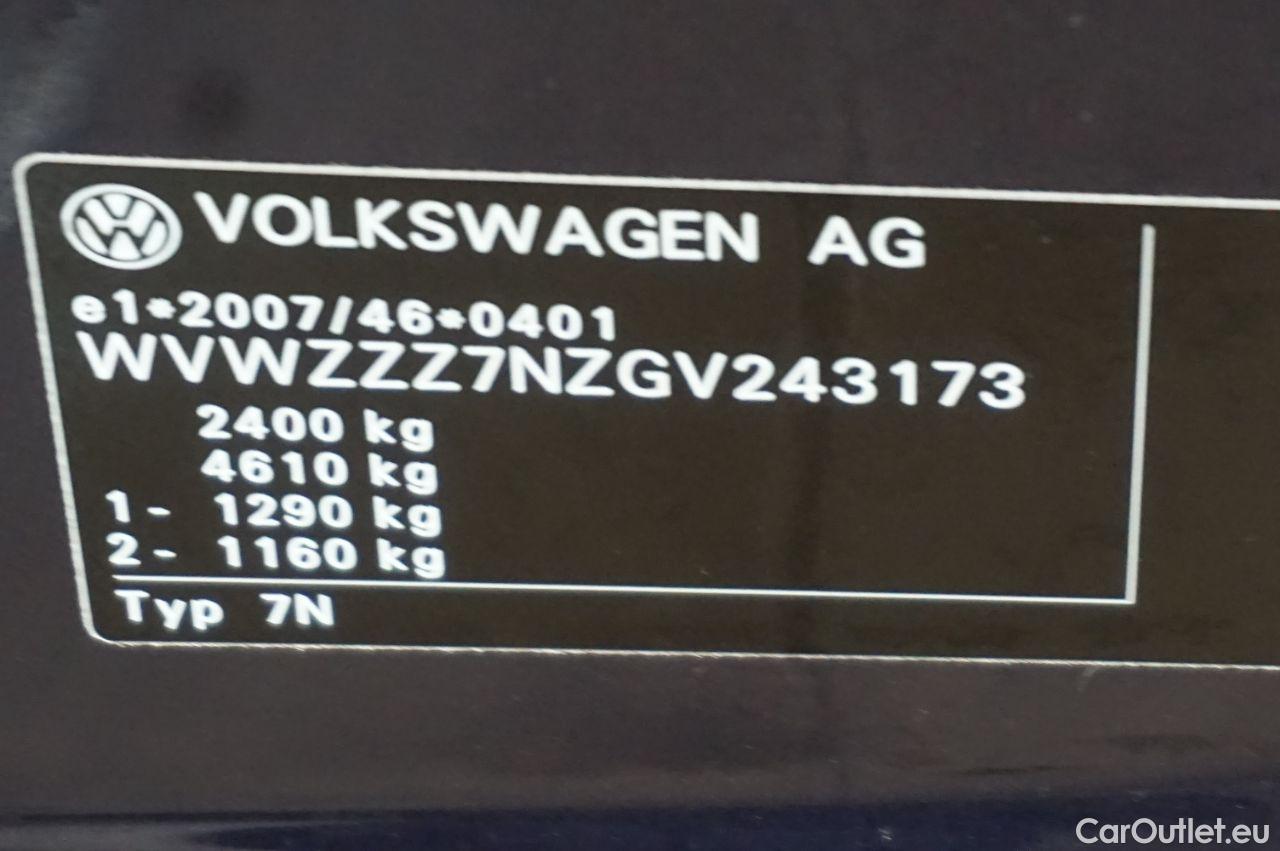 VOLKSWAGEN AG
e1*2007/46*0401
WVWZZZ7NZGV243173
2400 kg
4610 kg
1- 1290 kg
2- 1160 kg
Typ 7N
CarOutlet.eu